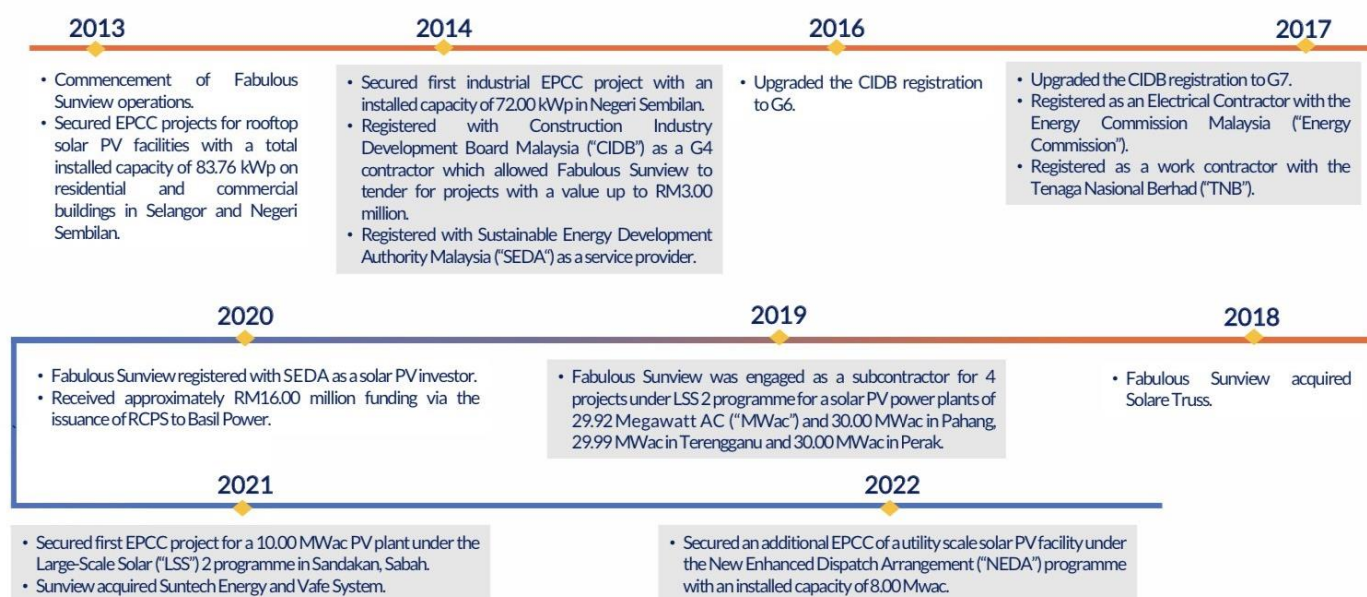 2013
• Commencement of Fabulous
Sunview operations.
• Secured EPCC projects for rooftop
solar PV facilities with a total
installed capacity of 83.76 kWp on
residential and commercial
buildings in Selangor and Negeri
Sembilan.
2014
• Secured first industrial EPCC project with an
installed capacity of 72.00 kWp in Negeri Sembilan.
• Registered with Construction Industry
Development Board Malaysia ("CIDB") as a G4
contractor which allowed Fabulous Sunview to
tender for projects with a value up to RM3.00
million.
• Registered with Sustainable Energy Development
Authority Malaysia ("SEDA") as a service provider.
2016
• Upgraded the CIDB registration
to G6.
2017
• Upgraded the CIDB registration to G7.
• Registered as an Electrical Contractor with the
Energy Commission Malaysia ("Energy
Commission").
• Registered as a work contractor with the
Tenaga Nasional Berhad ("TNB").
2020
• Fabulous Sunview registered with SEDA as a solar PV investor.
• Received approximately RM16.00 million funding via the
issuance of RCPS to Basil Power.
2019
• Fabulous Sunview was engaged as a subcontractor for 4
projects under LSS 2 programme for a solar PV power plants of
29.92 Megawatt AC ("MWac") and 30.00 MWac in Pahang,
29.99 MWac in Terengganu and 30.00 MWac in Perak.
2018
• Fabulous Sunview acquired
Solare Truss.
2021
• Secured first EPCC project for a 10.00 MWac PV plant under the
Large-Scale Solar ("LSS") 2 programme in Sandakan, Sabah.
• Sunview acquired Suntech Energy and Vafe System.
2022
• Secured an additional EPCC of a utility scale solar PV facility under
the New Enhanced Dispatch Arrangement ("NEDA") programme
with an installed capacity of 8.00 Mwac.